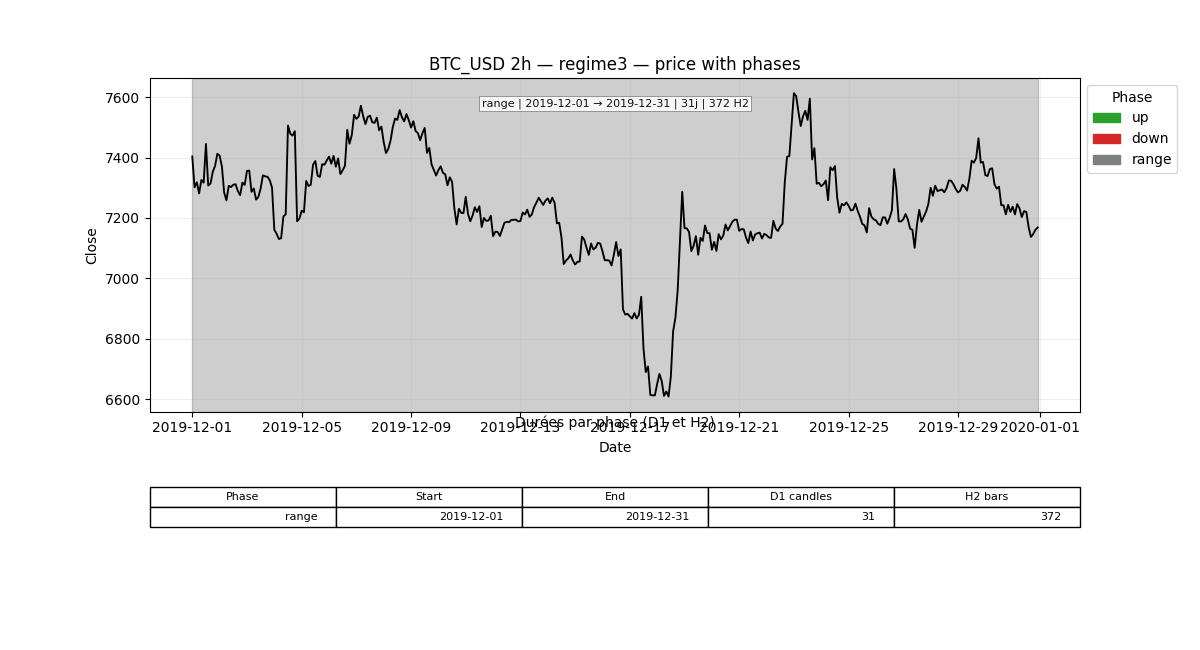 BTC_USD 2h — regime3 — price with phases
range | 2019-12-01 → 2019-12-31 | 31j | 372 H2
Phase
up
down
range
Close
7600
7400
7200
7000
6800
6600
Durées par phase (D1 et H2)
2019-12-01 2019-12-05 2019-12-09 2019-12-13 2019-12-17 2019-12-21 2019-12-25 2019-12-29 2020-01-01
Date
Phase Start End D1 candles H2 bars
range 2019-12-01 2019-12-31 31 372